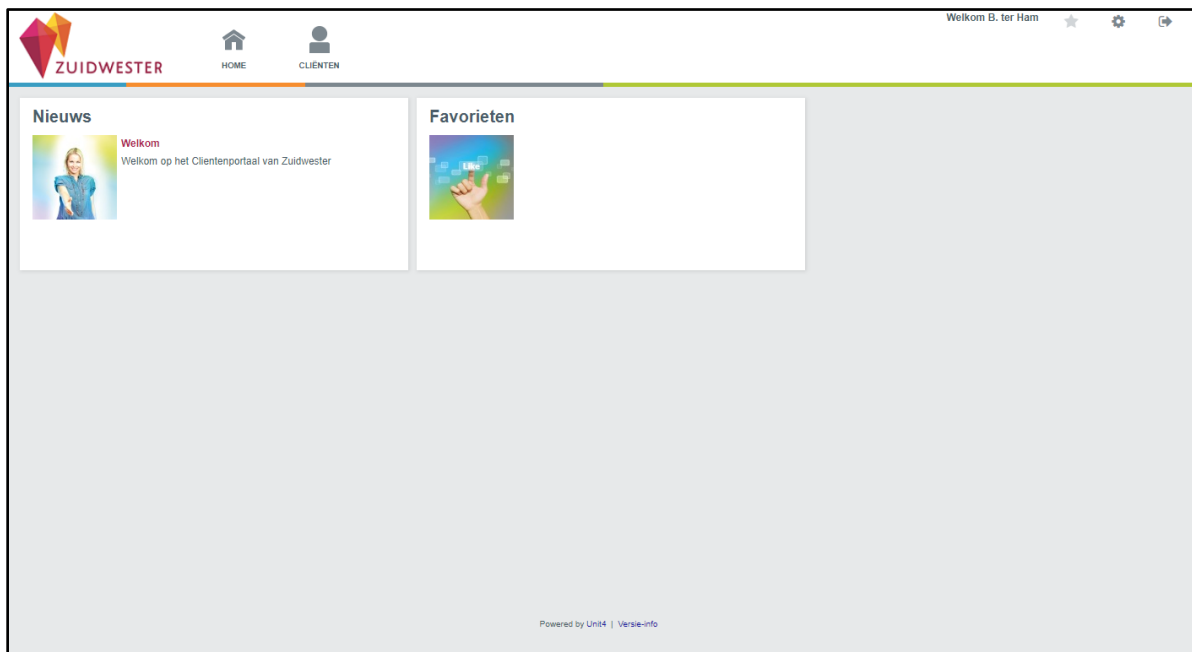 Welkom B. ter Ham
ZUIDWESTER
HOME
CLIËNTEN
Nieuws
Welkom
Welkom op het Clientenportaal van Zuidwester
Favorieten
Like
Powered by Unit4 | Versie-info